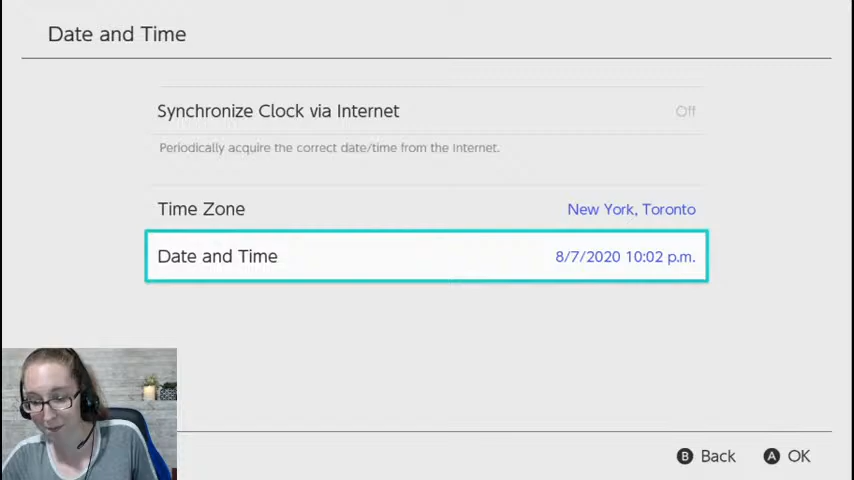 Date and Time
Synchronize Clock via Internet Off
Periodically acquire the correct date/time from the Internet.
Time Zone New York, Toronto
Date and Time 8/7/2020 10:02 p.m.
B Back A OK